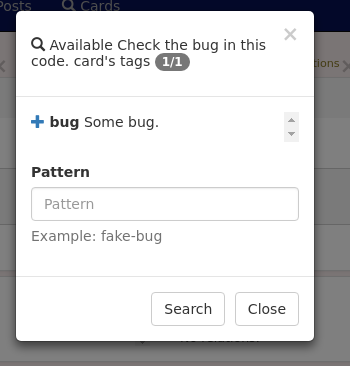 Posts Cards
Available Check the bug in this
code. card's tags 1/1
×
tions
bug Some bug.
Pattern
Pattern
Example: fake-bug
Search Close